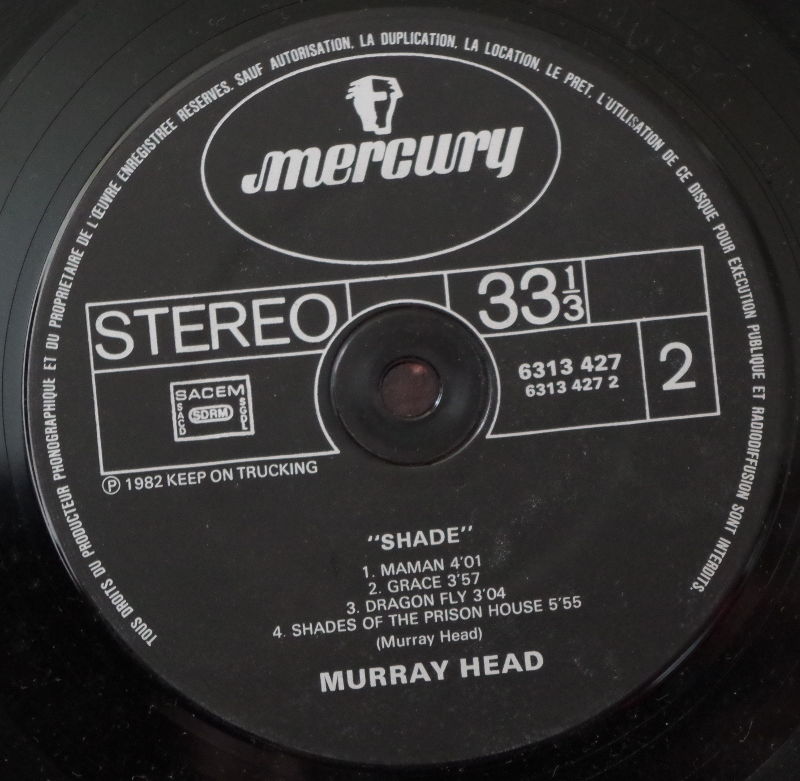 TOUS DROITS DU PRODUCTEUR PHONOGRAPHIQUE ET DU PROPRIETAIRE DE L'ŒUVRE ENREGISTREE RESERVES. SAUF AUTORISATION, LA DUPLICATION, LA LOCATION, LE PRET, L'UTILISATION DE CE DISQUE POUR EXECUTION PUBLIQUE ET RADIODIFFUSION SONT INTERDITS.
mercury
STEREO
33 1/3
SACEM
SACD
SDRM
SGDL
6313 427
6313 427 2
2
Ⓟ 1982 KEEP ON TRUCKING
"SHADE"
1. MAMAN 4'01
2. GRACE 3'57
3. DRAGON FLY 3'04
4. SHADES OF THE PRISON HOUSE 5'55
(Murray Head)
MURRAY HEAD